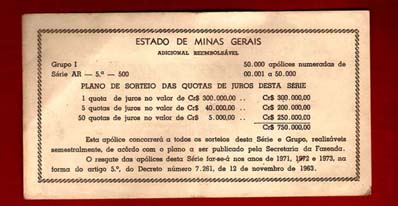 ESTADO DE MINAS GERAIS
ADICIONAL REEMBOLSÁVEL
Grupo I 50.000 apólices numeradas de
Série AR — 5.ª — 500 00.001 a 50.000
PLANO DE SORTEIO DAS QUOTAS DE JUROS DESTA SÉRIE
1 quota de juros no valor de Cr$ 300.000,00 .. Cr$ 300.000,00
5 quotas de juros no valor de Cr$ 40.000,00 .. Cr$ 200.000,00
50 quotas de juros no valor de Cr$ 5.000,00 .. Cr$ 250.000,00
Cr$ 750.000,00
Esta apólice concorrerá a todos os sorteios desta Série e Grupo, realisáveis
semestralmente, de acôrdo com o plano a ser publicado pela Secretaria da Fazenda.
O resgate das apólices desta Série far-se-á nos anos de 1971, 1972 e 1973, na
forma do artigo 5.º, do Decreto número 7.261, de 12 de novembro de 1963.